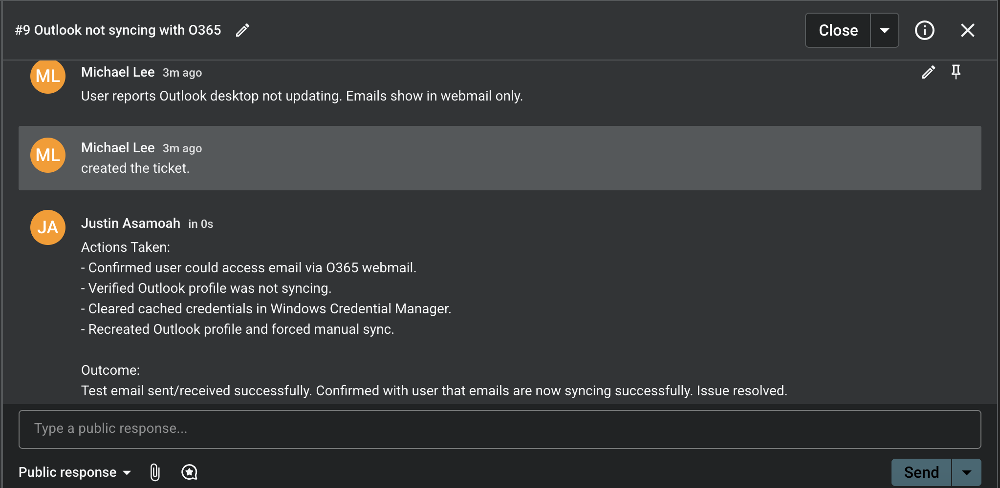 #9 Outlook not syncing with O365
Close
ML
Michael Lee 3m ago
User reports Outlook desktop not updating. Emails show in webmail only.
ML
Michael Lee 3m ago
created the ticket.
JA
Justin Asamoah in 0s
Actions Taken:
- Confirmed user could access email via O365 webmail.
- Verified Outlook profile was not syncing.
- Cleared cached credentials in Windows Credential Manager.
- Recreated Outlook profile and forced manual sync.
Outcome:
Test email sent/received successfully. Confirmed with user that emails are now syncing successfully. Issue resolved.
Type a public response...
Public response
Send